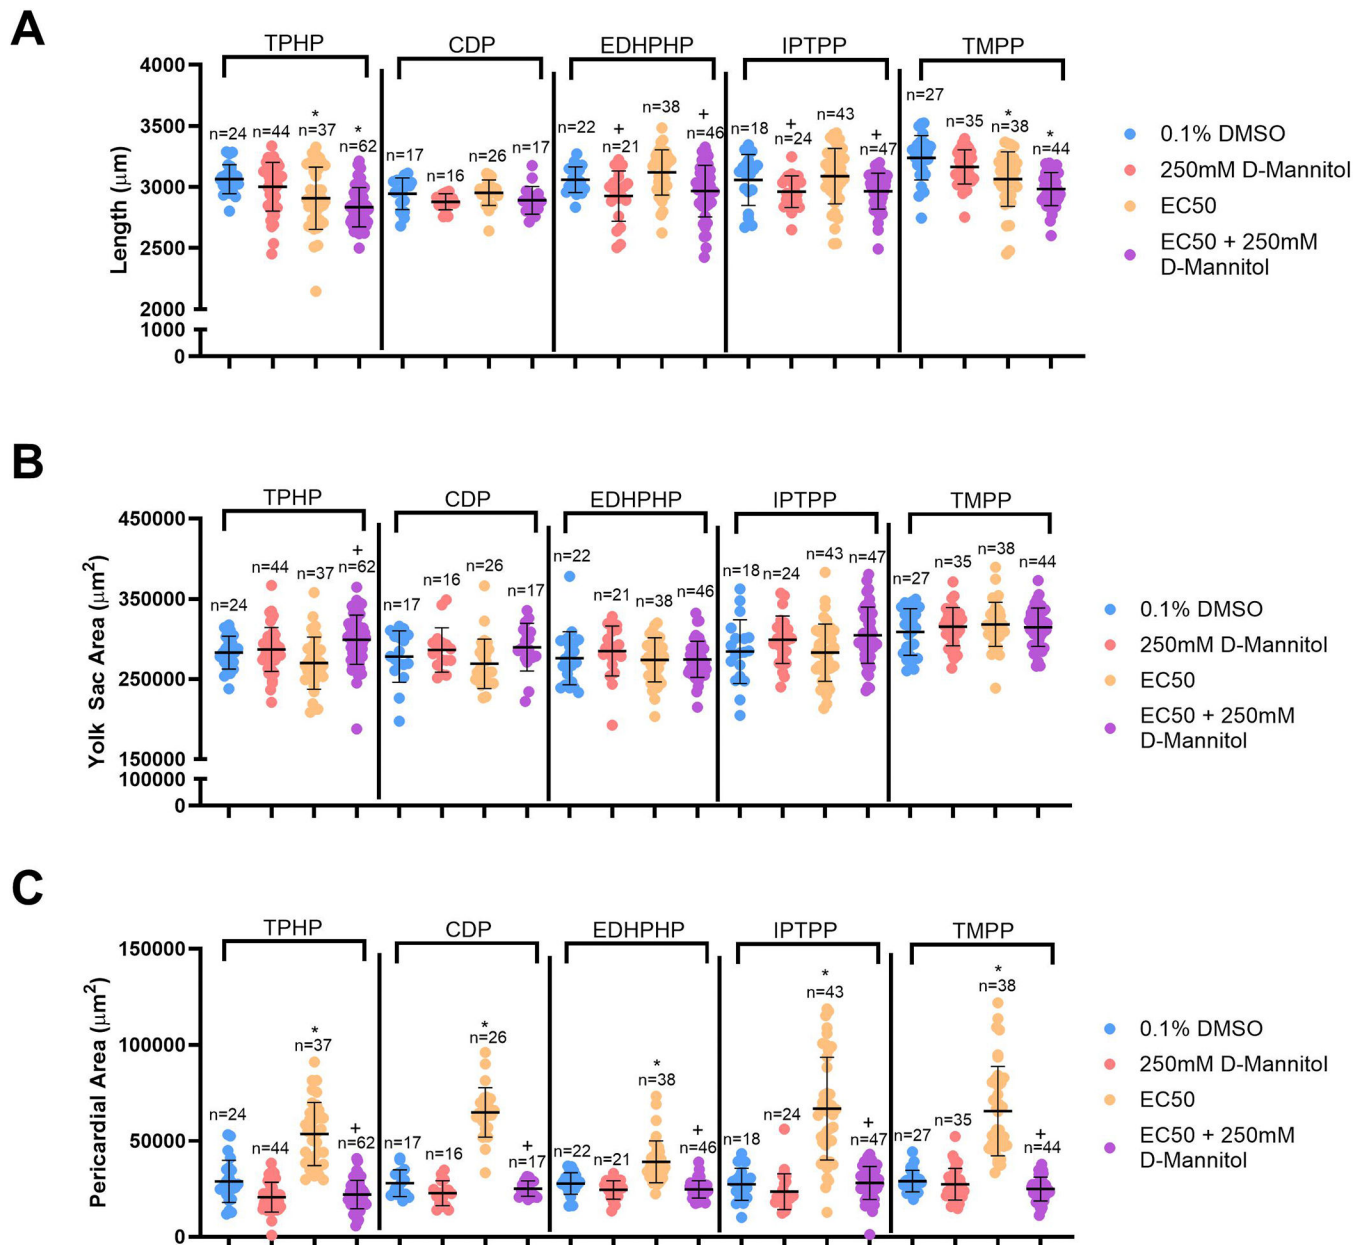 A
TPHP
CDP
EDHPHP
IPTPP
TMPP
4000
3500
3000
2500
2000
1000
0
Length (μm)
n=24
n=44
*
n=37
*
n=62
n=17
n=16
n=26
n=17
n=22
+
n=21
n=38
+
n=46
n=18
+
n=24
n=43
+
n=47
n=27
n=35
*
n=38
*
n=44
0.1% DMSO
250mM D-Mannitol
EC50
EC50 + 250mM
D-Mannitol
B
TPHP
CDP
EDHPHP
IPTPP
TMPP
450000
350000
250000
150000
100000
0
Yolk Sac Area (μm²)
n=24
n=44
n=37
+
n=62
n=17
n=16
n=26
n=17
n=22
n=21
n=38
n=46
n=18
n=24
n=43
n=47
n=27
n=35
n=38
n=44
0.1% DMSO
250mM D-Mannitol
EC50
EC50 + 250mM
D-Mannitol
C
TPHP
CDP
EDHPHP
IPTPP
TMPP
150000
100000
50000
0
Pericardial Area (μm²)
n=24
n=44
*
n=37
+
n=62
n=17
n=16
*
n=26
+
n=17
n=22
n=21
*
n=38
+
n=46
n=18
n=24
*
n=43
+
n=47
n=27
n=35
*
n=38
+
n=44
0.1% DMSO
250mM D-Mannitol
EC50
EC50 + 250mM
D-Mannitol